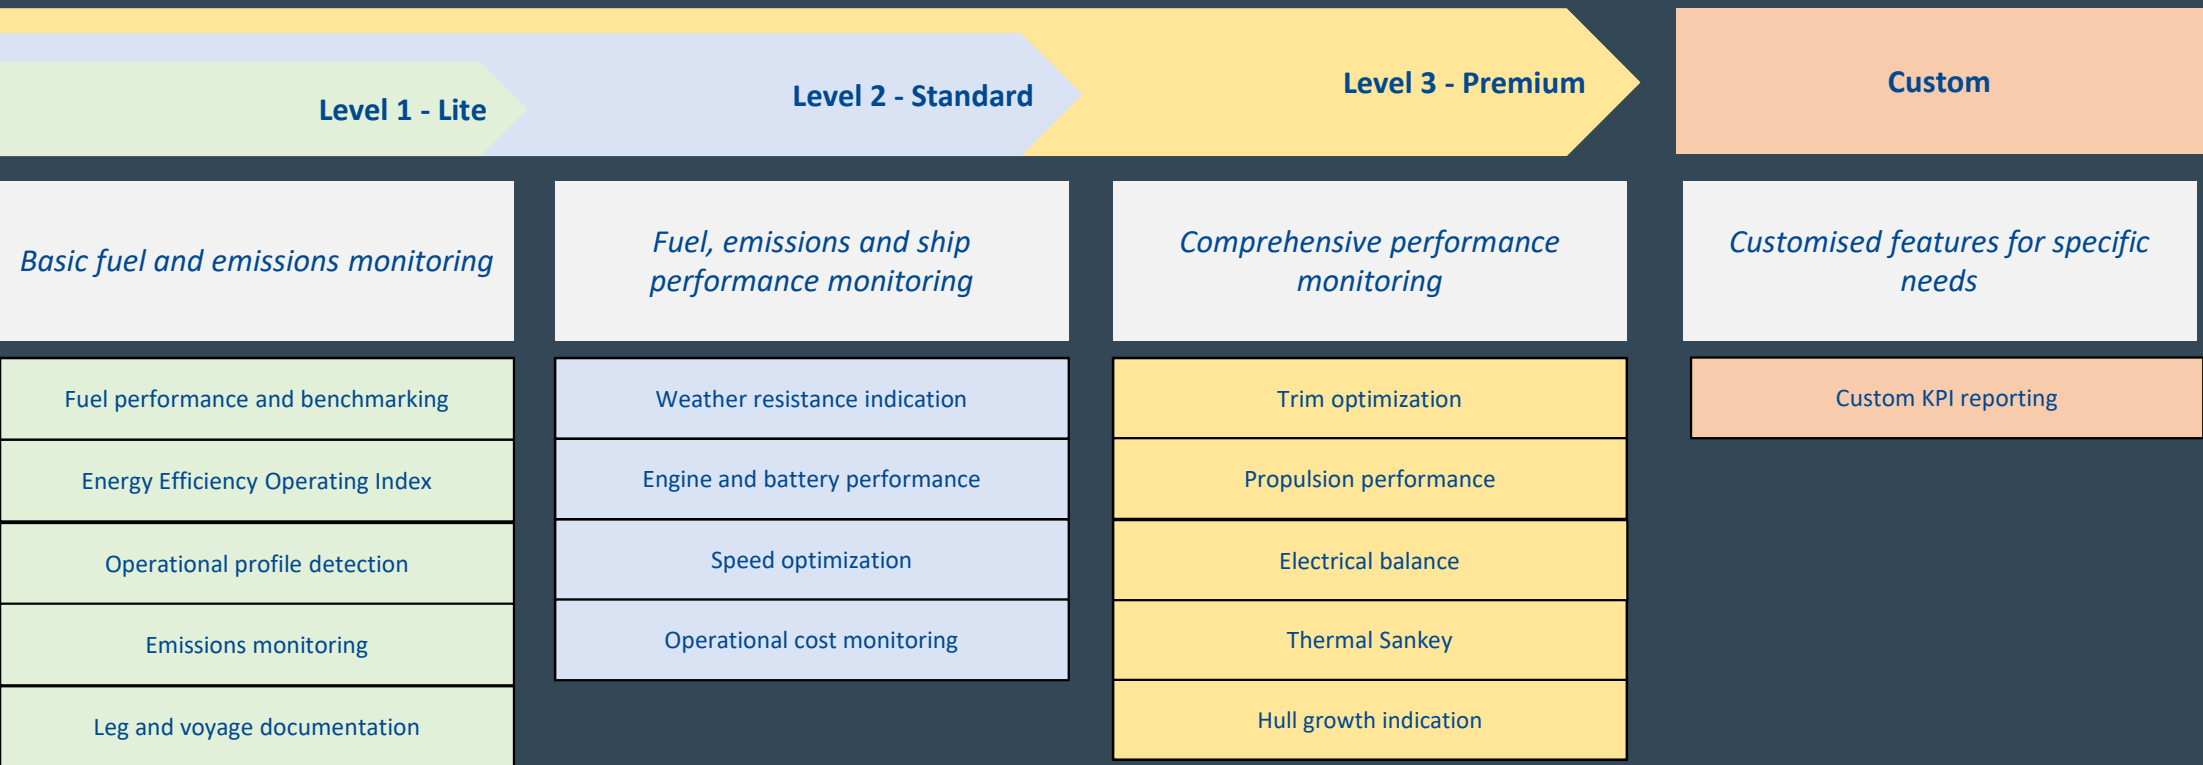 Level 1 - Lite
Level 2 - Standard
Level 3 - Premium
Custom
Basic fuel and emissions monitoring
Fuel, emissions and ship
performance monitoring
Comprehensive performance
monitoring
Customised features for specific
needs
Fuel performance and benchmarking
Energy Efficiency Operating Index
Operational profile detection
Emissions monitoring
Leg and voyage documentation
Weather resistance indication
Engine and battery performance
Speed optimization
Operational cost monitoring
Trim optimization
Propulsion performance
Electrical balance
Thermal Sankey
Hull growth indication
Custom KPI reporting